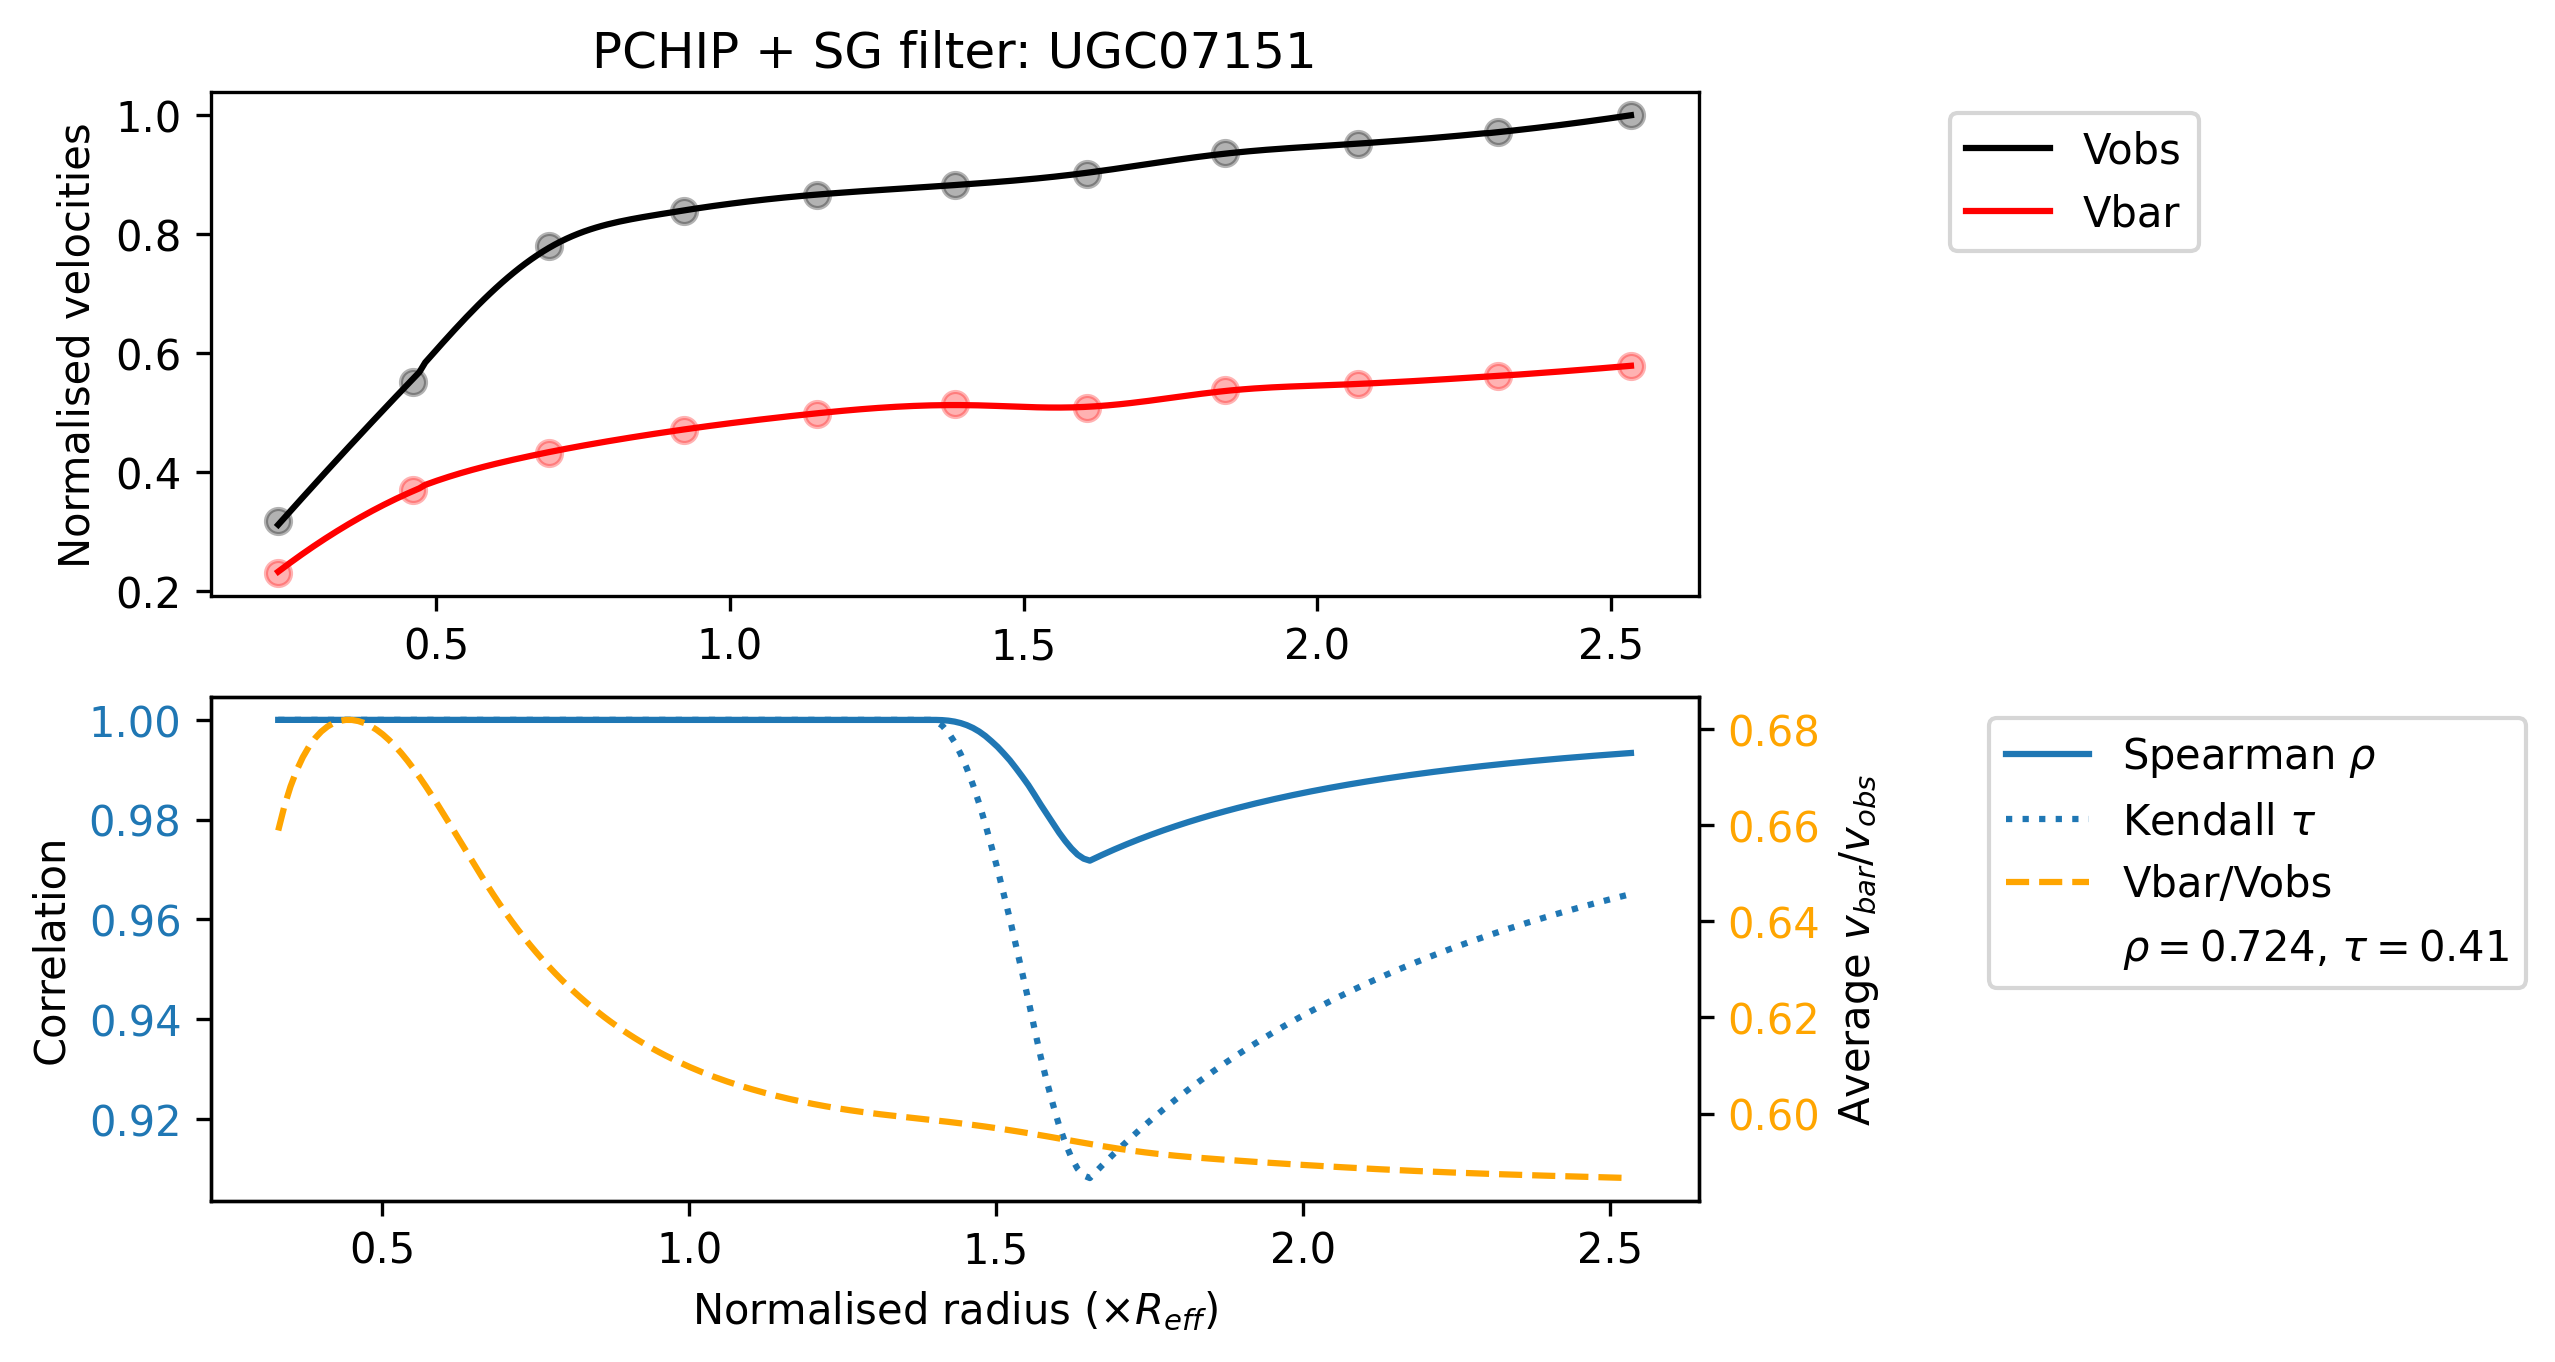 PCHIP + SG filter: UGC07151
Normalised velocities
1.0
0.8
0.6
0.4
0.2
0.5 1.0 1.5 2.0 2.5
Vobs
Vbar
Correlation
1.00
0.98
0.96
0.94
0.92
0.5 1.0 1.5 2.0 2.5
Normalised radius (×R_eff)
0.68
0.66
0.64
0.62
0.60
Average v_bar/v_obs
Spearman ρ
Kendall τ
Vbar/Vobs
ρ = 0.724, τ = 0.41